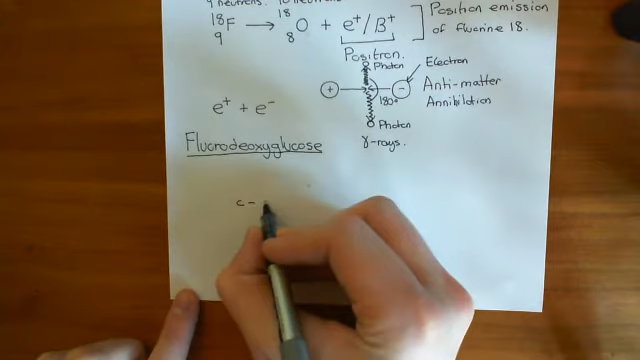 9 neutrons. 10 neutrons
18 9 F → 18 8 O + e⁺/β⁺ ] Position emission of fluorine 18.
Positron.
Photon
Electron
+ − 180° Anti-matter Annihilation
Photon
e⁺ + e⁻
γ-rays.
Fluorodeoxyglucose
C –